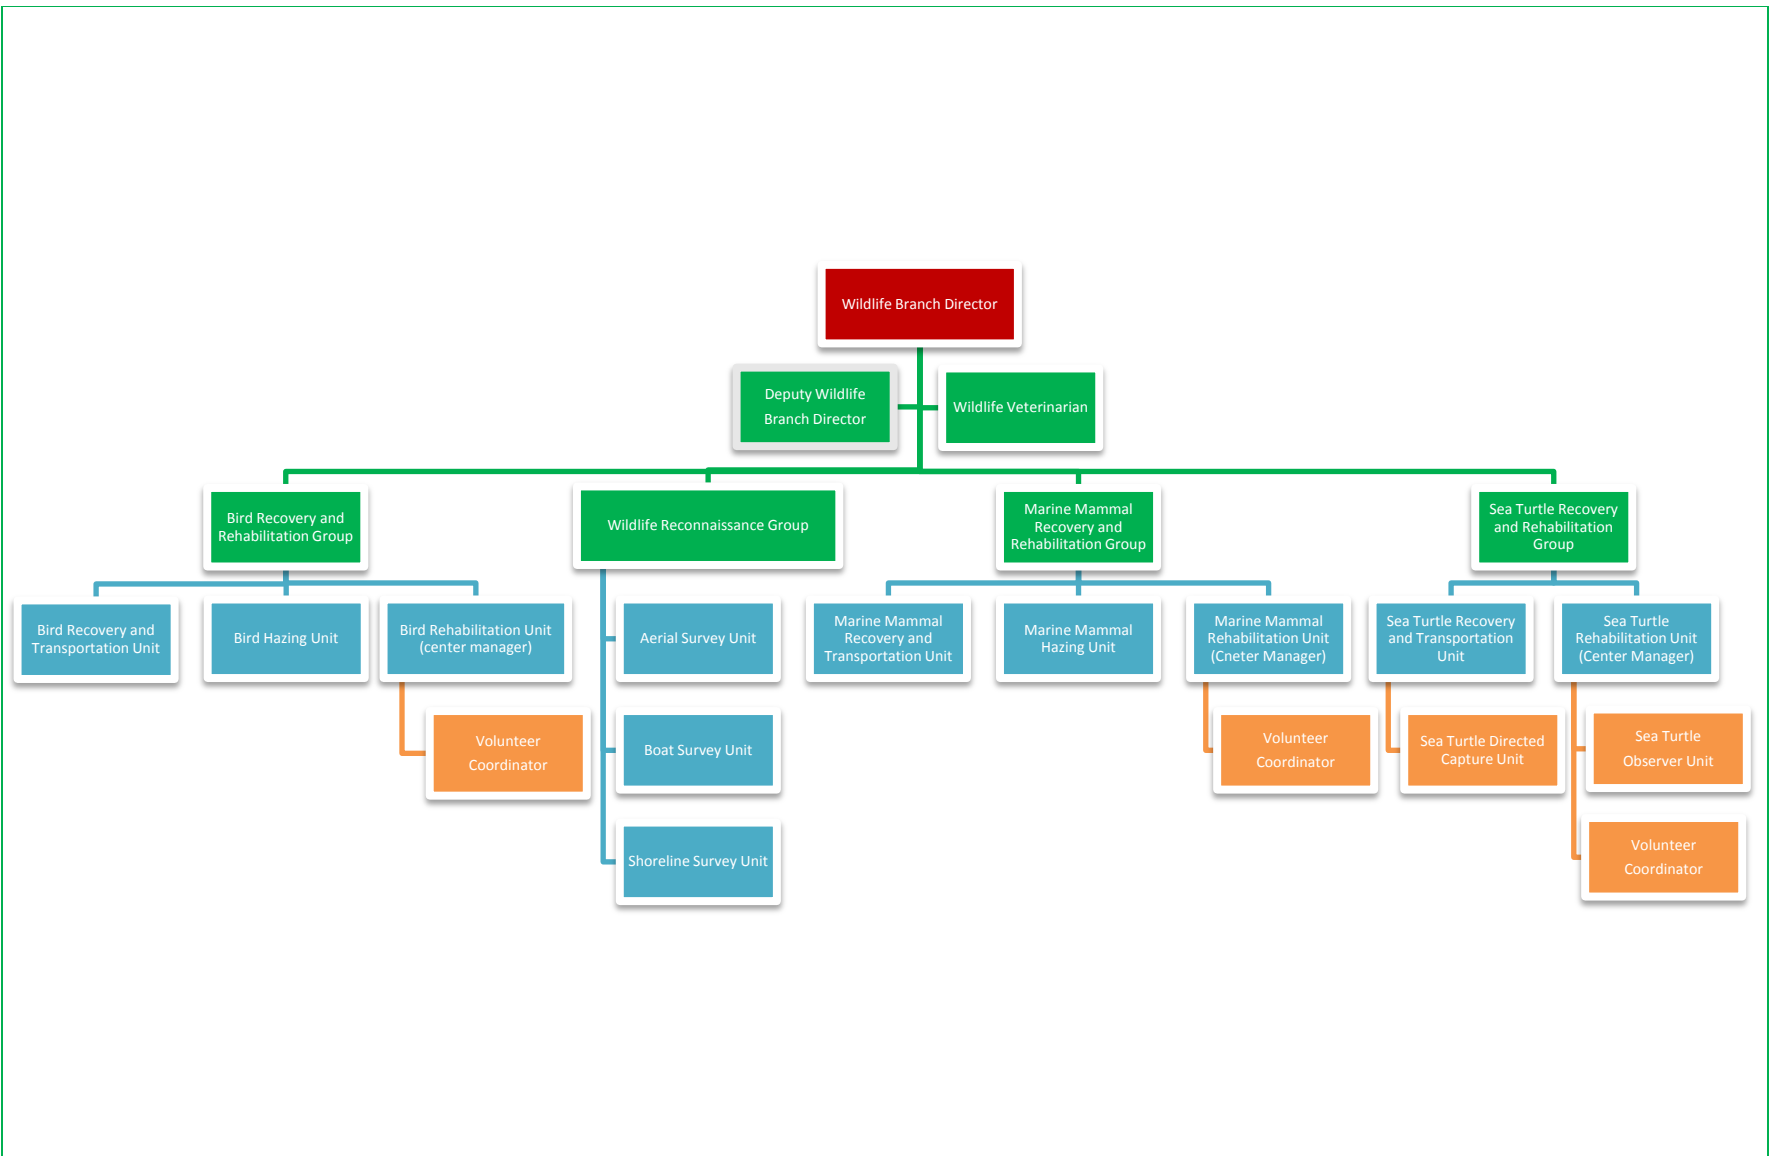 Wildlife Branch Director
Deputy Wildlife
Branch Director
Wildlife Veterinarian
Bird Recovery and
Rehabilitation Group
Wildlife Reconnaissance Group
Marine Mammal
Recovery and
Rehabilitation Group
Sea Turtle Recovery
and Rehabilitation
Group
Bird Recovery and
Transportation Unit
Bird Hazing Unit
Bird Rehabilitation Unit
(center manager)
Aerial Survey Unit
Marine Mammal
Recovery and
Transportation Unit
Marine Mammal
Hazing Unit
Marine Mammal
Rehabilitation Unit
(Cneter Manager)
Sea Turtle Recovery
and Transportation
Unit
Sea Turtle
Rehabilitation Unit
(Center Manager)
Volunteer
Coordinator
Boat Survey Unit
Volunteer
Coordinator
Sea Turtle Directed
Capture Unit
Sea Turtle
Observer Unit
Shoreline Survey Unit
Volunteer
Coordinator